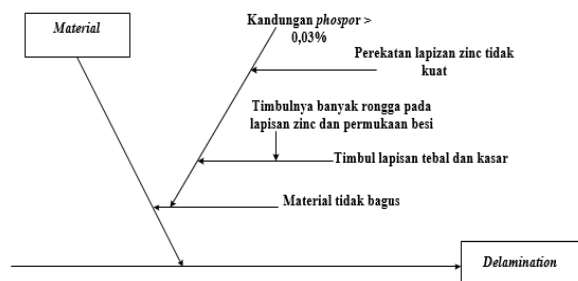 Material
Kandungan phospor >
0,03%
Perekatan lapizan zinc tidak
kuat
Timbulnya banyak rongga pada
lapisan zinc dan permukaan besi
Timbul lapisan tebal dan kasar
Material tidak bagus
Delamination